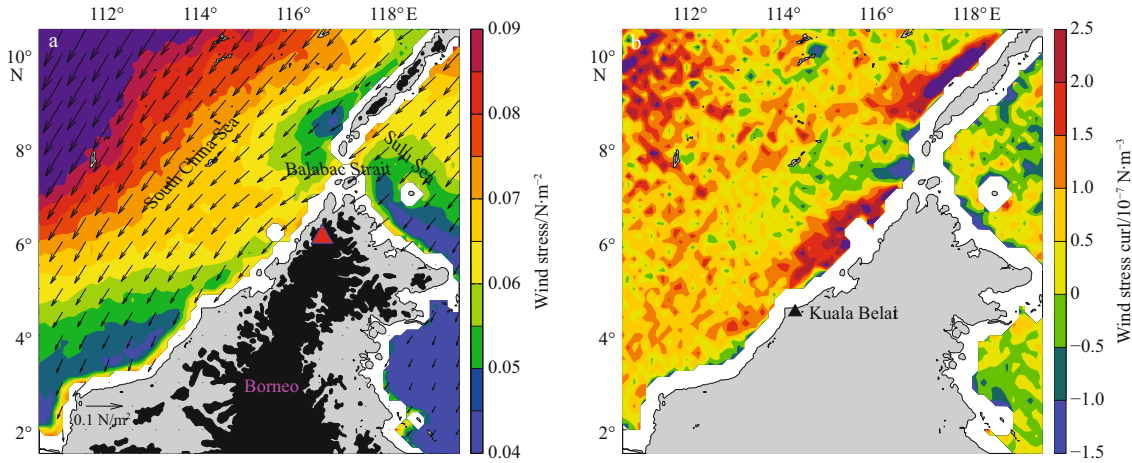 112° 114° 116° 118°E
a
10°
N
8°
6°
4°
2°
South China Sea
Balabac Strait
Sulu Sea
Borneo
0.1 N/m²
0.09
0.08
0.07
0.06
0.05
0.04
Wind stress/N·m⁻²
112° 114° 116° 118°E
b
10°
N
8°
6°
4°
2°
Kuala Belait
2.5
2.0
1.5
1.0
0.5
0
−0.5
−1.0
−1.5
Wind stress curl/10⁻⁷ N·m⁻³